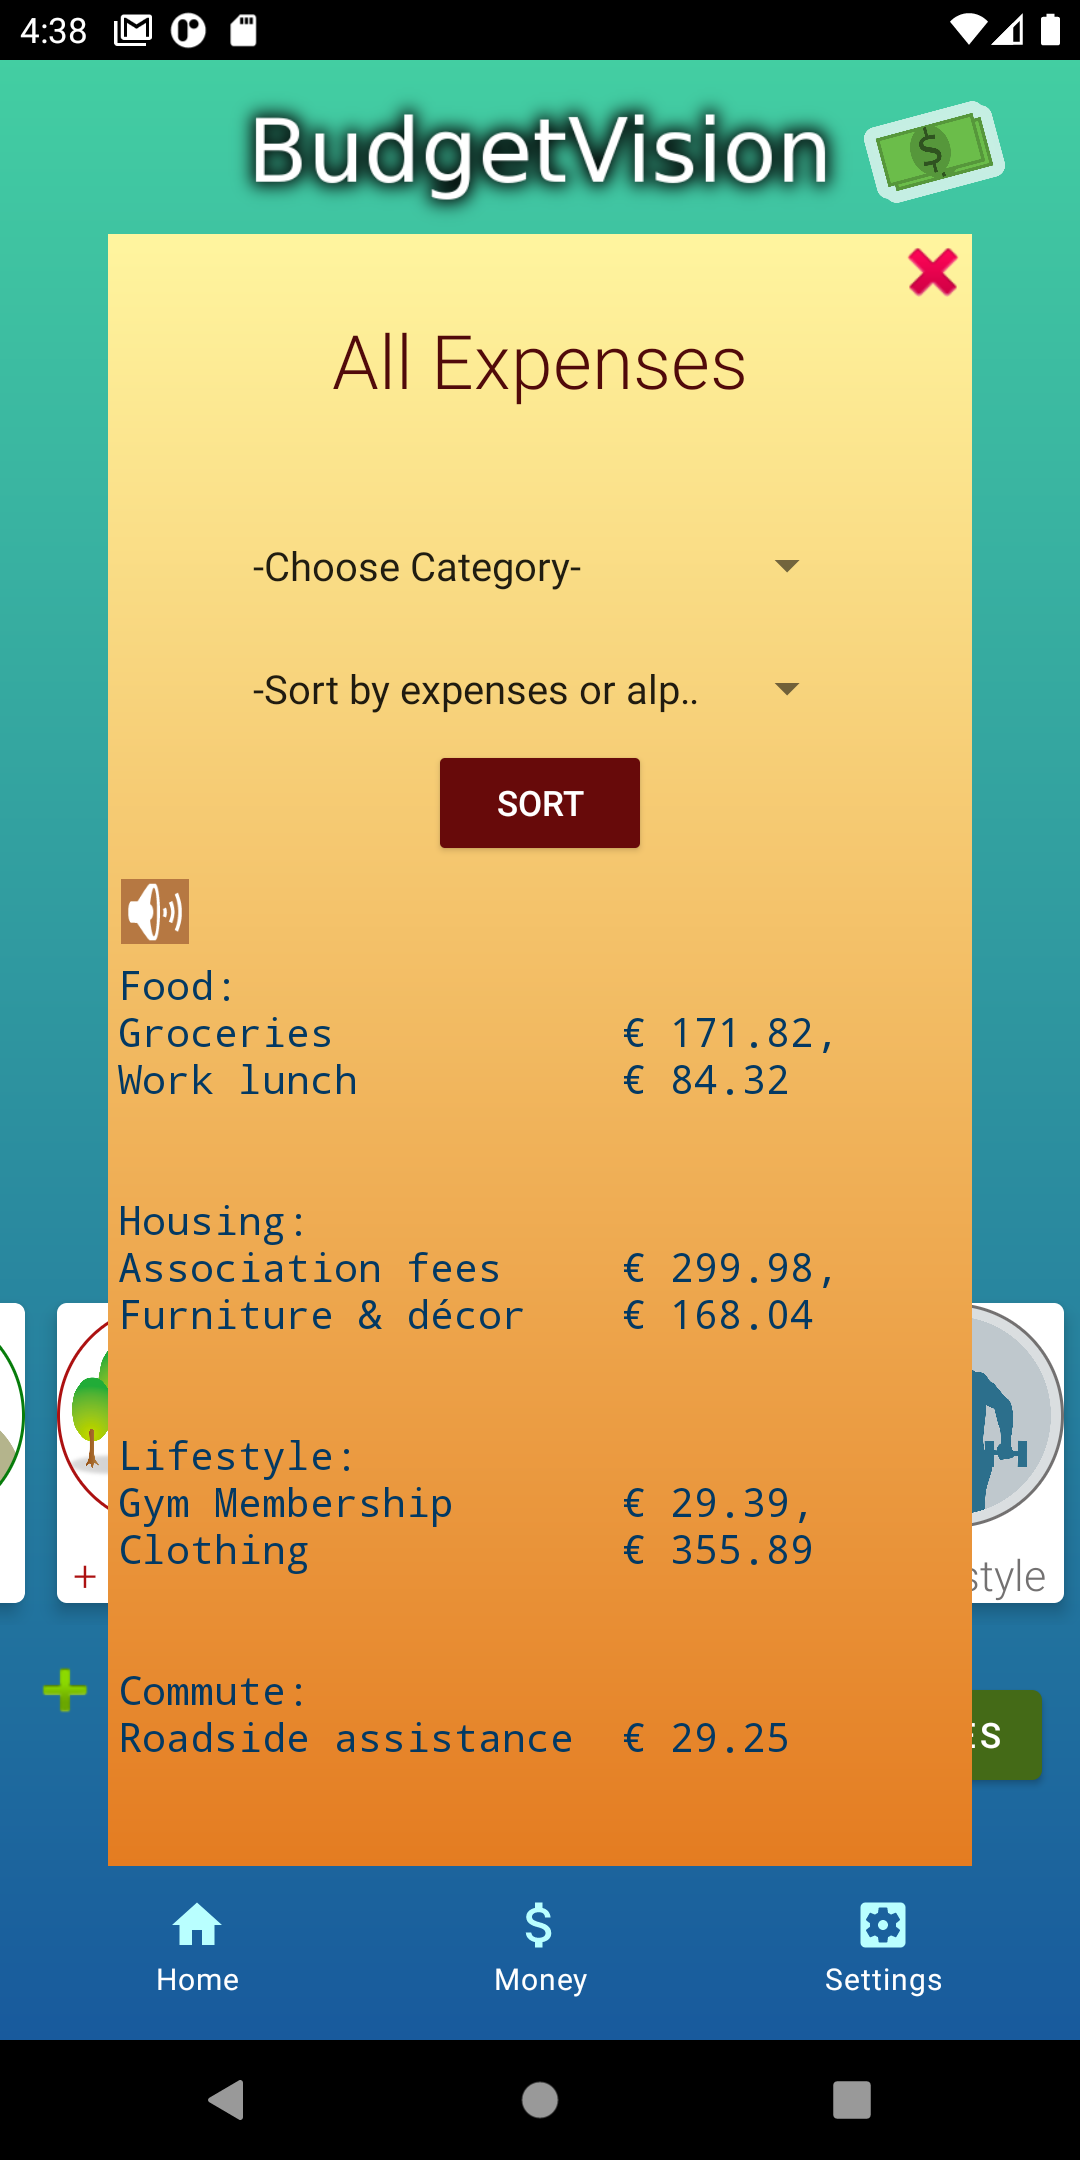 4:38
BudgetVision
All Expenses
-Choose Category-
-Sort by expenses or alp..
SORT
Food:
Groceries € 171.82,
Work lunch € 84.32
Housing:
Association fees € 299.98,
Furniture & décor € 168.04
Lifestyle:
Gym Membership € 29.39,
Clothing € 355.89
+
style
Commute:
Roadside assistance € 29.25
ES
Home
Money
Settings